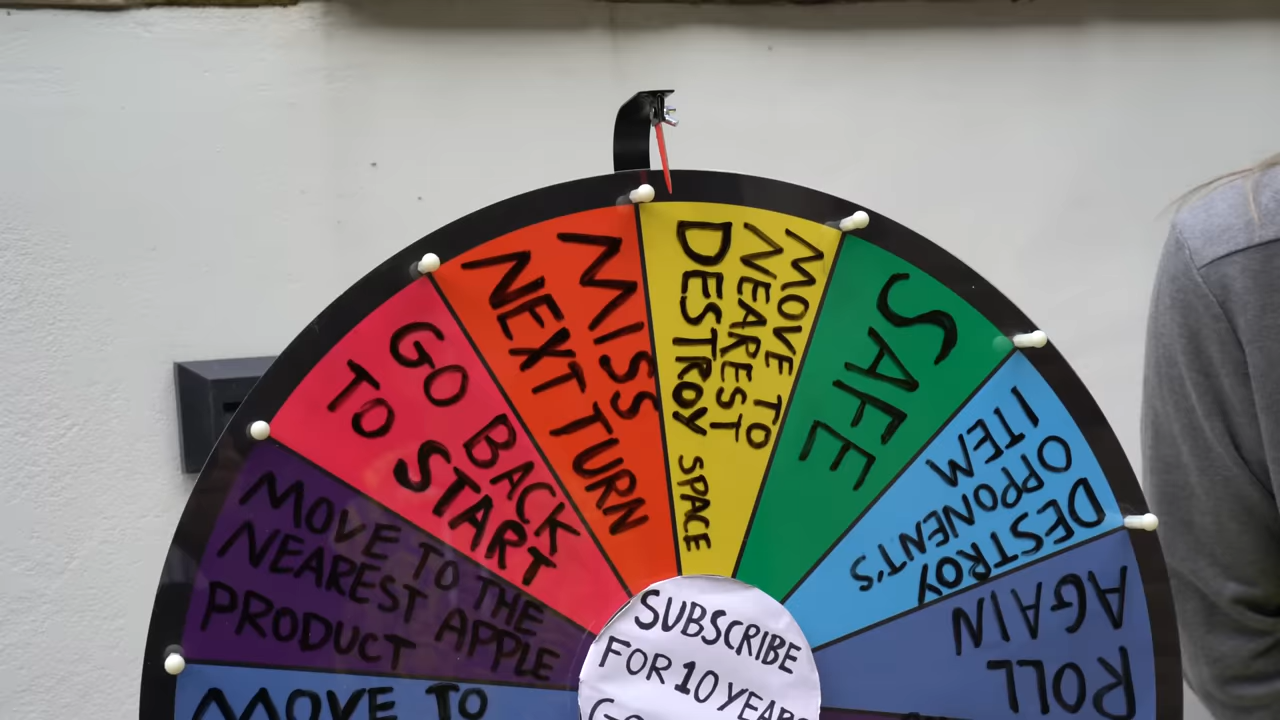 MOVE TO
MOVE TO THE
NEAREST APPLE
PRODUCT
GO BACK
TO START
MISS
NEXT TURN
MOVE TO
NEAREST
DESTROY SPACE
SAFE
DESTROY
OPPONENT'S
ITEM
ROLL
AGAIN
SUBSCRIBE
FOR 10 YEARS